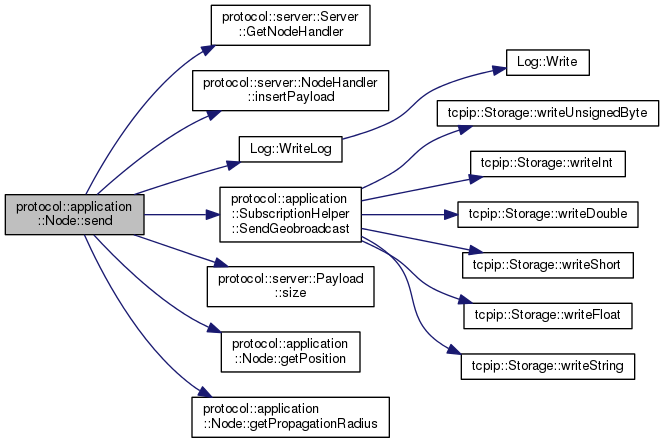 protocol::application
::Node::send
protocol::server::Server
::GetNodeHandler
protocol::server::NodeHandler
::insertPayload
Log::WriteLog
protocol::application
::SubscriptionHelper
::SendGeobroadcast
protocol::server::Payload
::size
protocol::application
::Node::getPosition
protocol::application
::Node::getPropagationRadius
Log::Write
tcpip::Storage::writeUnsignedByte
tcpip::Storage::writeInt
tcpip::Storage::writeDouble
tcpip::Storage::writeShort
tcpip::Storage::writeFloat
tcpip::Storage::writeString